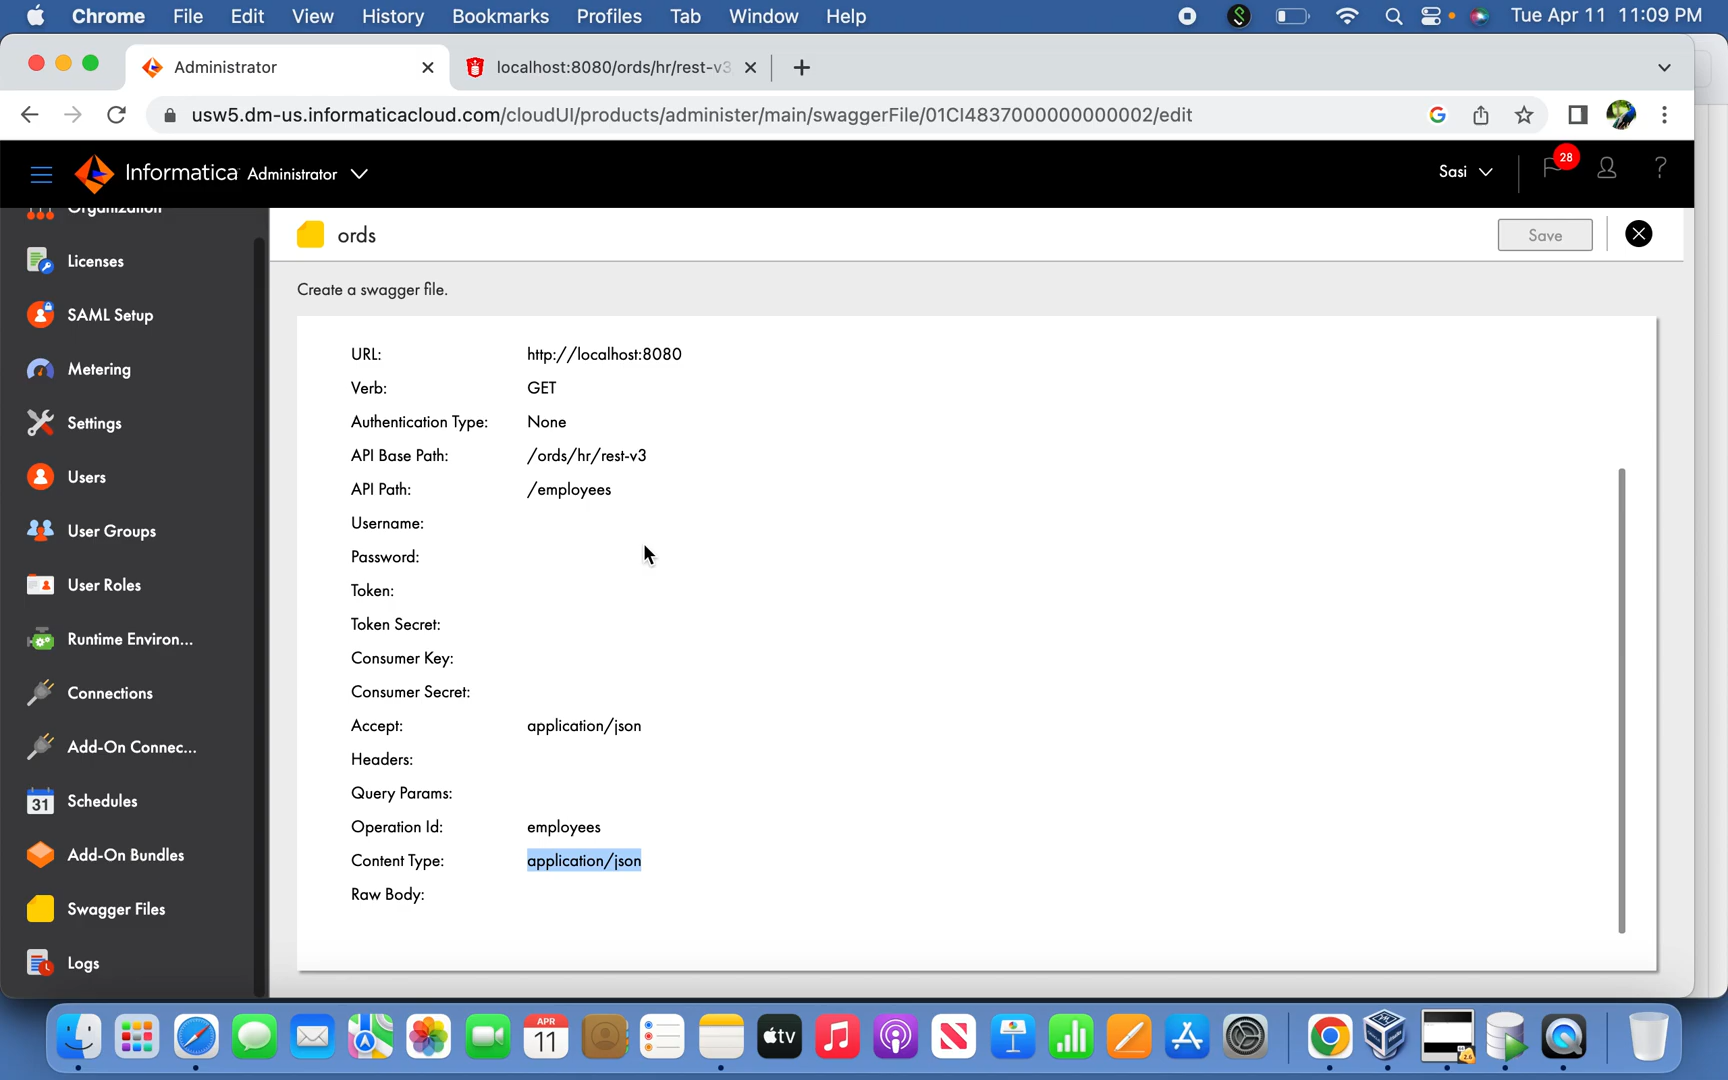 Chrome File Edit View History Bookmarks Profiles Tab Window Help Tue Apr 11 11:09 PM
Administrator localhost:8080/ords/hr/rest-v3
usw5.dm-us.informaticacloud.com/cloudUI/products/administer/main/swaggerFile/01CI4837000000000002/edit
Informatica Administrator Sasi 28 ?
Organization
Licenses
SAML Setup
Metering
Settings
Users
User Groups
User Roles
Runtime Environ...
Connections
Add-On Connec...
31 Schedules
Add-On Bundles
Swagger Files
Logs
ords Save
Create a swagger file.
URL: http://localhost:8080
Verb: GET
Authentication Type: None
API Base Path: /ords/hr/rest-v3
API Path: /employees
Username:
Password:
Token:
Token Secret:
Consumer Key:
Consumer Secret:
Accept: application/json
Headers:
Query Params:
Operation Id: employees
Content Type: application/json
Raw Body:
APR
11
tv